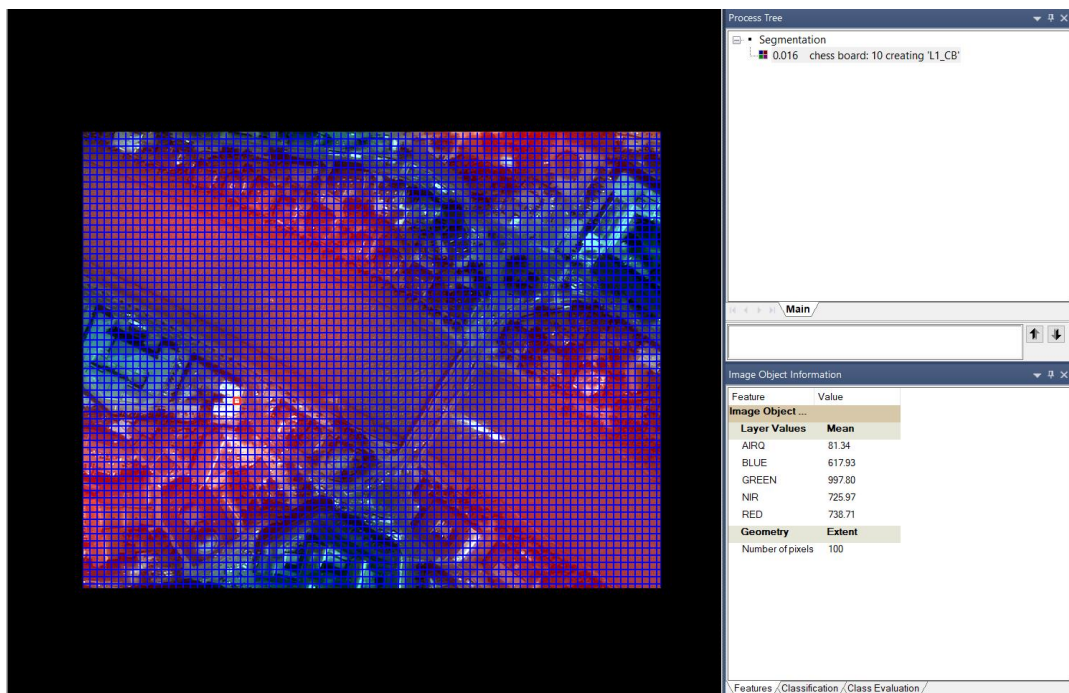 Process Tree
Segmentation
0.016 chess board: 10 creating 'L1_CB'
Main
Image Object Information
Feature Value
Image Object ...
Layer Values Mean
AIRQ 81.34
BLUE 617.93
GREEN 997.80
NIR 725.97
RED 738.71
Geometry Extent
Number of pixels 100
Features Classification Class Evaluation